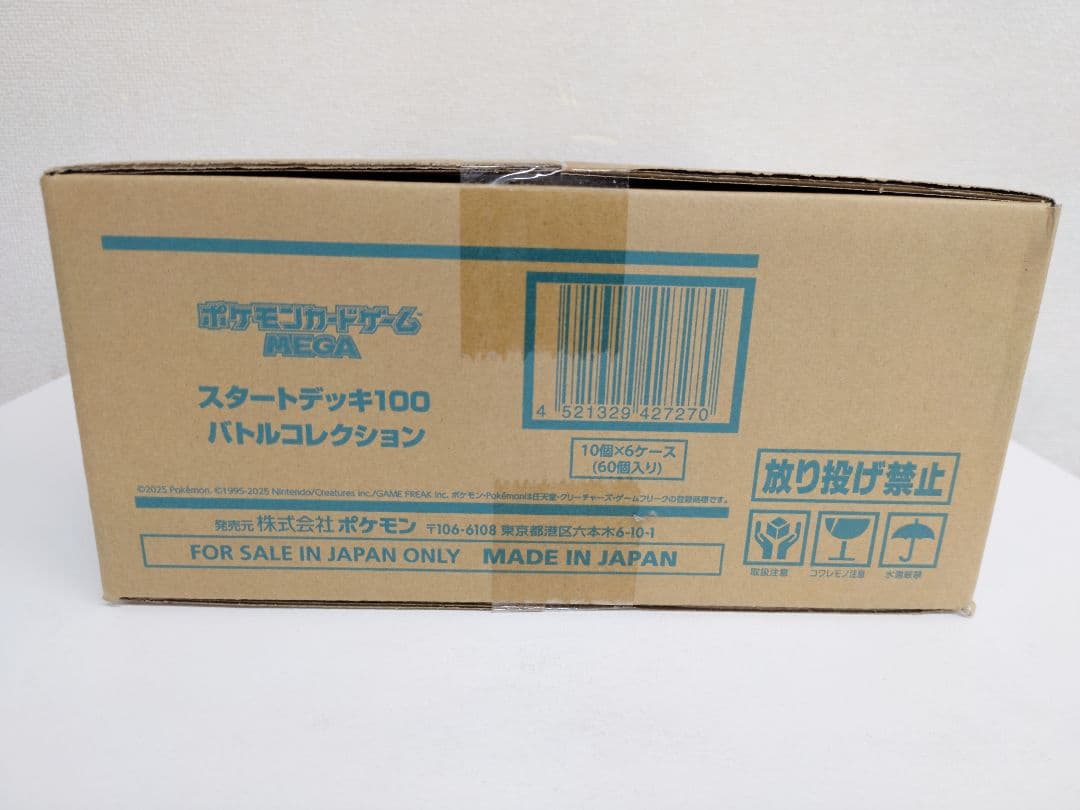 ポケモンカードゲーム
MEGA
スタートデッキ100
バトルコレクション
4 521329 427270
10個×6ケース
(60個入り)
放り投げ禁止
©2025 Pokémon. ©1995-2025 Nintendo/Creatures inc./GAME FREAK inc. ポケモン・Pokémonは任天堂・クリーチャーズ・ゲームフリークの登録商標です。
発売元 株式会社 ポケモン 〒106-6108 東京都港区六本木6-10-1
FOR SALE IN JAPAN ONLY MADE IN JAPAN
取扱注意 コワレモノ注意 水濡厳禁